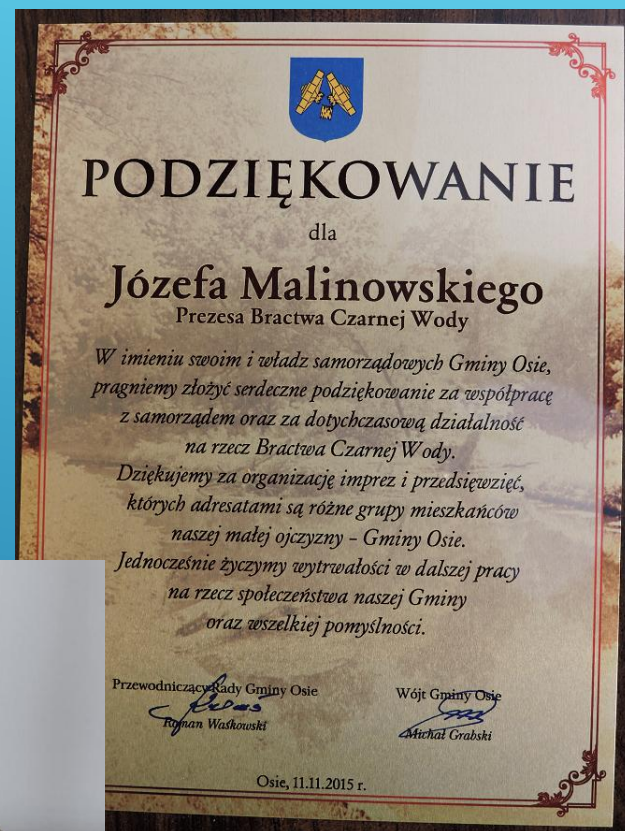 PODZIĘKOWANIE
dla
Józefa Malinowskiego
Prezesa Bractwa Czarnej Wody
W imieniu swoim i władz samorządowych Gminy Osie,
pragniemy złożyć serdeczne podziękowanie za współpracę
z samorządem oraz za dotychczasową działalność
na rzecz Bractwa Czarnej Wody.
Dziękujemy za organizację imprez i przedsięwzięć,
których adresatami są różne grupy mieszkańców
naszej małej ojczyzny – Gminy Osie.
Jednocześnie życzymy wytrwałości w dalszej pracy
na rzecz społeczeństwa naszej Gminy
oraz wszelkiej pomyślności.
Przewodniczący Rady Gminy Osie
Roman Waśkowski
Wójt Gminy Osie
Michał Grabski
Osie, 11.11.2015 r.